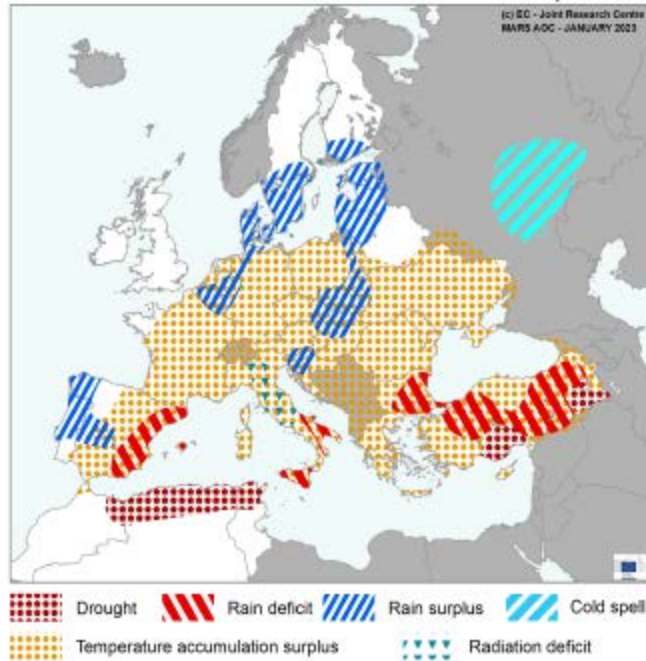 (c) EC - Joint Research Centre
MARS AOC - JANUARY 2023
Drought
Rain deficit
Rain surplus
Cold spell
Temperature accumulation surplus
Radiation deficit